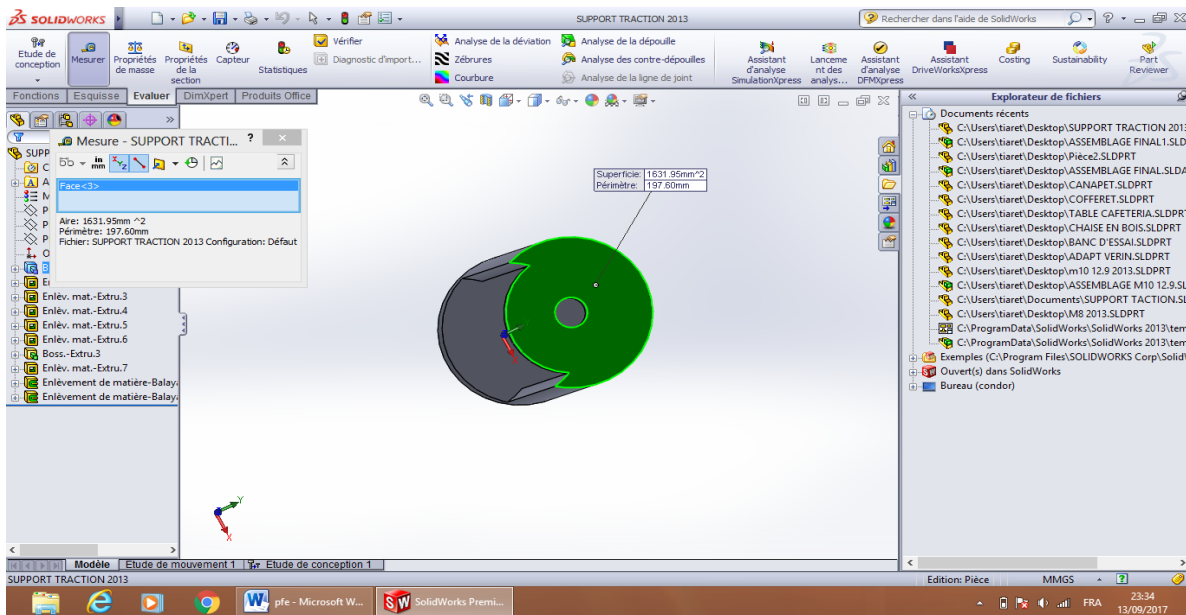 SOLIDWORKS
SUPPORT TRACTION 2013
Rechercher dans l'aide de SolidWorks
Etude de conception
Mesurer
Propriétés de masse
Propriétés de la section
Capteur
Statistiques
Vérifier
Diagnostic d'import...
Analyse de la déviation
Zébrures
Courbure
Analyse de la dépouille
Analyse des contre-dépouilles
Analyse de la ligne de joint
Assistant d'analyse SimulationXpress
Lanceme nt des analys...
Assistant d'analyse DFMXpress
Assistant DriveWorksXpress
Costing
Sustainability
Part Reviewer
Fonctions
Esquisse
Evaluer
DimXpert
Produits Office
Mesure - SUPPORT TRACTI...
Face<3>
Aire: 1631.95mm ^2
Périmètre: 197.60mm
Fichier: SUPPORT TRACTION 2013 Configuration: Défaut
SUPP
Enlèv. mat.-Extru.3
Enlèv. mat.-Extru.4
Enlèv. mat.-Extru.5
Enlèv. mat.-Extru.6
Boss.-Extru.3
Enlèv. mat.-Extru.7
Enlèvement de matière-Balay
Enlèvement de matière-Balay
Superficie: 1631.95mm^2
Périmètre: 197.60mm
Y
X
Explorateur de fichiers
Documents récents
C:\Users\tiaret\Desktop\SUPPORT TRACTION 2013
C:\Users\tiaret\Desktop\ASSEMBLAGE FINAL1.SLD
C:\Users\tiaret\Desktop\Pièce2.SLDPRT
C:\Users\tiaret\Desktop\ASSEMBLAGE FINAL.SLDA
C:\Users\tiaret\Desktop\CANAPET.SLDPRT
C:\Users\tiaret\Desktop\COFFERET.SLDPRT
C:\Users\tiaret\Desktop\TABLE CAFETERIA.SLDPRT
C:\Users\tiaret\Desktop\CHAISE EN BOIS.SLDPRT
C:\Users\tiaret\Desktop\BANC D'ESSAI.SLDPRT
C:\Users\tiaret\Desktop\ADAPT VERIN.SLDPRT
C:\Users\tiaret\Desktop\m10 12.9 2013.SLDPRT
C:\Users\tiaret\Desktop\ASSEMBLAGE M10 12.9.SL
C:\Users\tiaret\Documents\SUPPORT TACTION.SL
C:\Users\tiaret\Desktop\M8 2013.SLDPRT
C:\ProgramData\SolidWorks\SolidWorks 2013\tem
C:\ProgramData\SolidWorks\SolidWorks 2013\tem
Exemples (C:\Program Files\SOLIDWORKS Corp\Solid
Ouvert(s) dans SolidWorks
Bureau (condor)
Modèle
Etude de mouvement 1
Etude de conception 1
SUPPORT TRACTION 2013
Edition: Pièce
MMGS
pfe - Microsoft W...
SolidWorks Premi...
FRA
23:34
13/09/2017